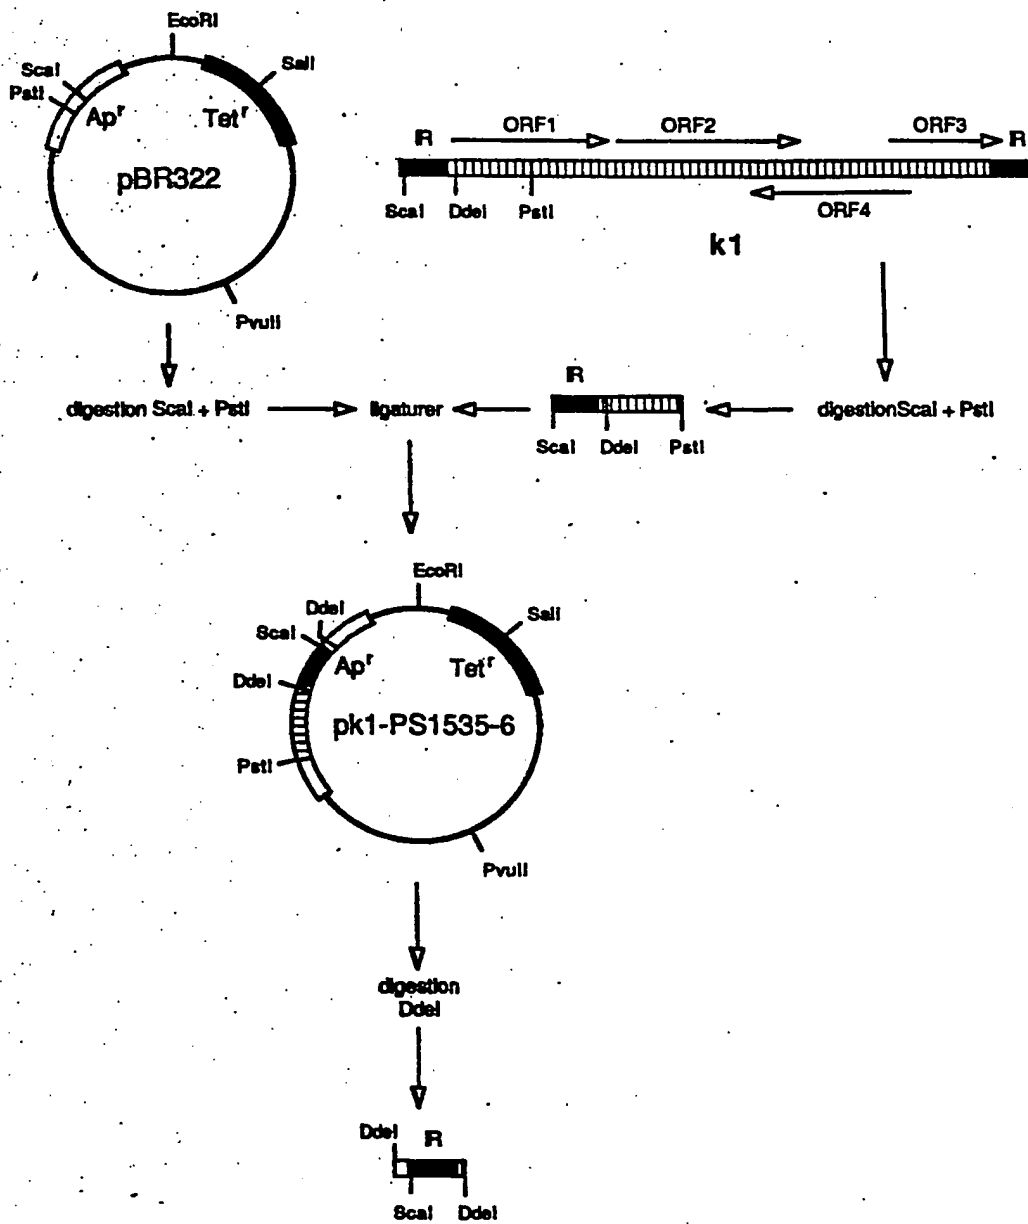 EcoRI
ScaI
SalI
PstI
Apʳ
Tetʳ
pBR322
IR
ORF1
ORF2
ORF3
IR
ScaI
DdeI
PstI
ORF4
k1
PvuII
IR
digestion ScaI + PstI
ligaturer
digestionScaI + PstI
ScaI
DdeI
PstI
EcoRI
DdeI
SalI
ScaI
Apʳ
Tetʳ
DdeI
pk1-PS1535-6
PstI
PvuII
digestion
DdeI
DdeI
IR
ScaI
DdeI